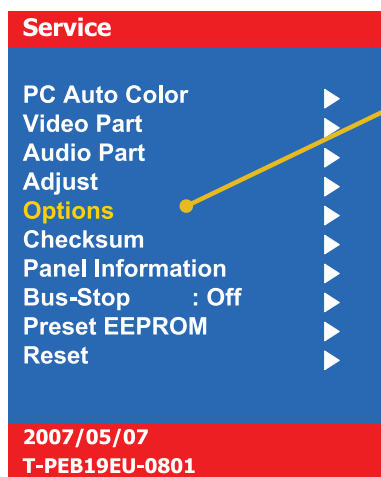 Service
PC Auto Color
Video Part
Audio Part
Adjust
Options
Checksum
Panel Information
Bus-Stop : Off
Preset EEPROM
Reset
2007/05/07
T-PEB19EU-0801